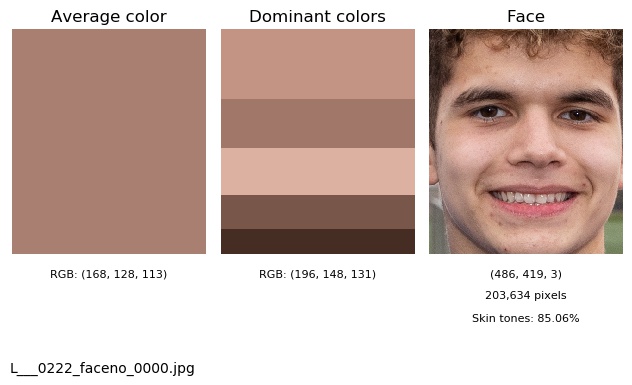 Average color
Dominant colors
Face
RGB: (168, 128, 113)
RGB: (196, 148, 131)
(486, 419, 3)
203,634 pixels
Skin tones: 85.06%
L___0222_faceno_0000.jpg